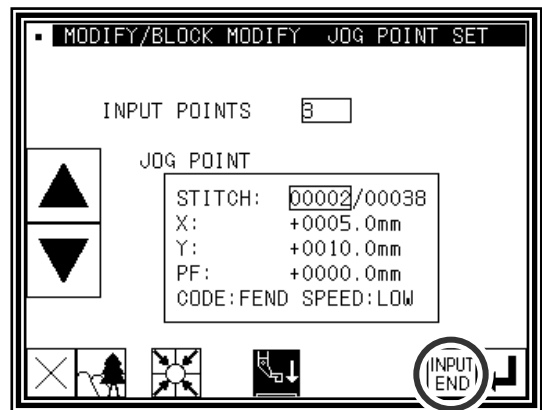 MODIFY/BLOCK MODIFY JOG POINT SET
INPUT POINTS 3
JOG POINT
STITCH: 00002/00038
X: +0005.0mm
Y: +0010.0mm
PF: +0000.0mm
CODE:FEND SPEED:LOW
INPUT
END